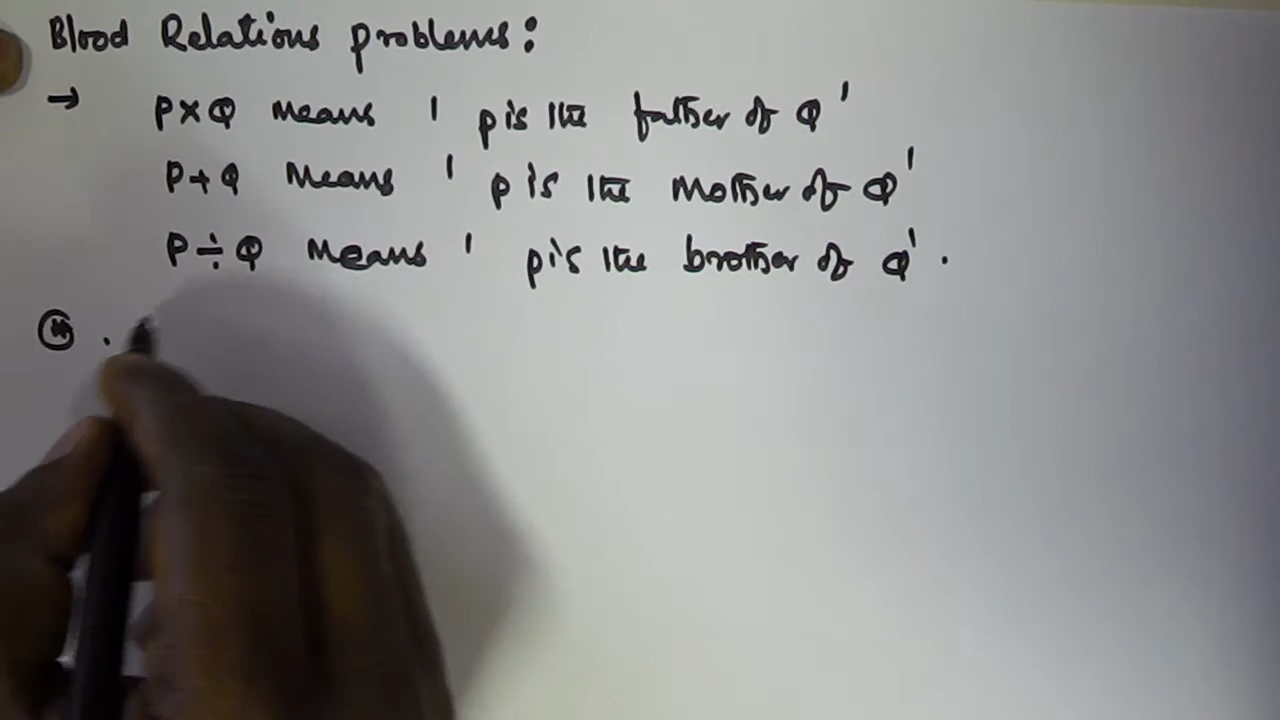 Blood Relations problems:
→ P×Q Means ' p is the father of Q'
P+Q Means ' p is the Mother of Q'
P÷Q Means ' p is the brother of Q'.